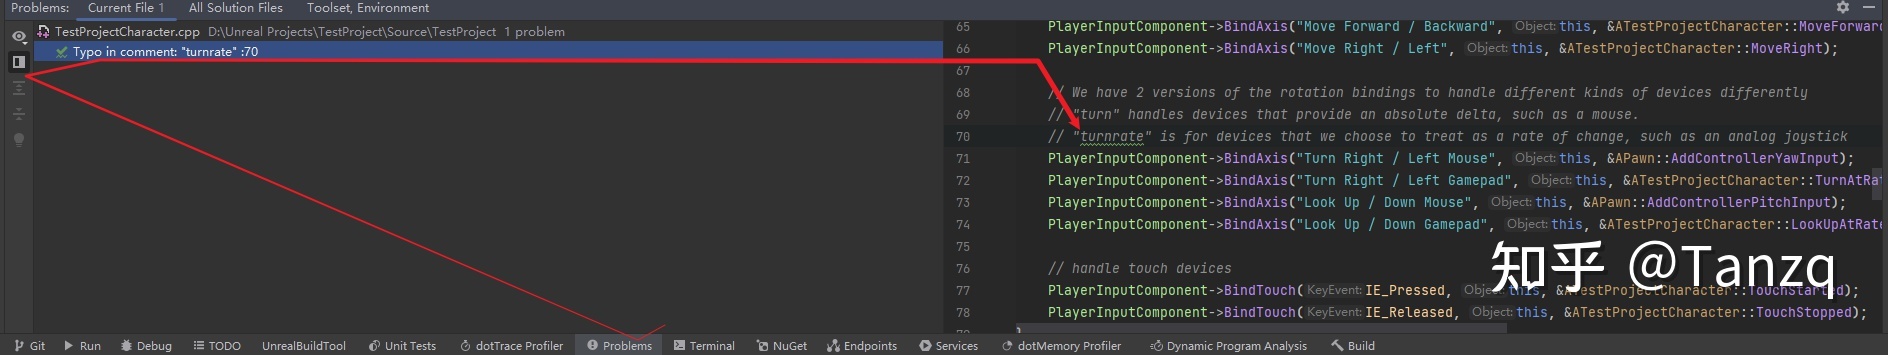 Problems: Current File 1 All Solution Files Toolset, Environment
TestProjectCharacter.cpp D:\Unreal Projects\TestProject\Source\TestProject 1 problem
Typo in comment: "turnrate" :70
65 PlayerInputComponent->BindAxis("Move Forward / Backward", Object: this, &ATestProjectCharacter::MoveForward
66 PlayerInputComponent->BindAxis("Move Right / Left", Object: this, &ATestProjectCharacter::MoveRight);
67
68 // We have 2 versions of the rotation bindings to handle different kinds of devices differently
69 // "turn" handles devices that provide an absolute delta, such as a mouse.
70 // "turnrate" is for devices that we choose to treat as a rate of change, such as an analog joystick
71 PlayerInputComponent->BindAxis("Turn Right / Left Mouse", Object: this, &APawn::AddControllerYawInput);
72 PlayerInputComponent->BindAxis("Turn Right / Left Gamepad", Object: this, &ATestProjectCharacter::TurnAtRat
73 PlayerInputComponent->BindAxis("Look Up / Down Mouse", Object: this, &APawn::AddControllerPitchInput);
74 PlayerInputComponent->BindAxis("Look Up / Down Gamepad", Object: this, &ATestProjectCharacter::LookUpAtRate
75
76 // handle touch devices
77 PlayerInputComponent->BindTouch( KeyEvent: IE_Pressed, Object: this, &ATestProjectCharacter::TouchStarted);
78 PlayerInputComponent->BindTouch( KeyEvent: IE_Released, Object: this, &ATestProjectCharacter::TouchStopped);
知乎 @Tanzq
Git Run Debug TODO UnrealBuildTool Unit Tests dotTrace Profiler Problems Terminal NuGet Endpoints Services dotMemory Profiler Dynamic Program Analysis Build